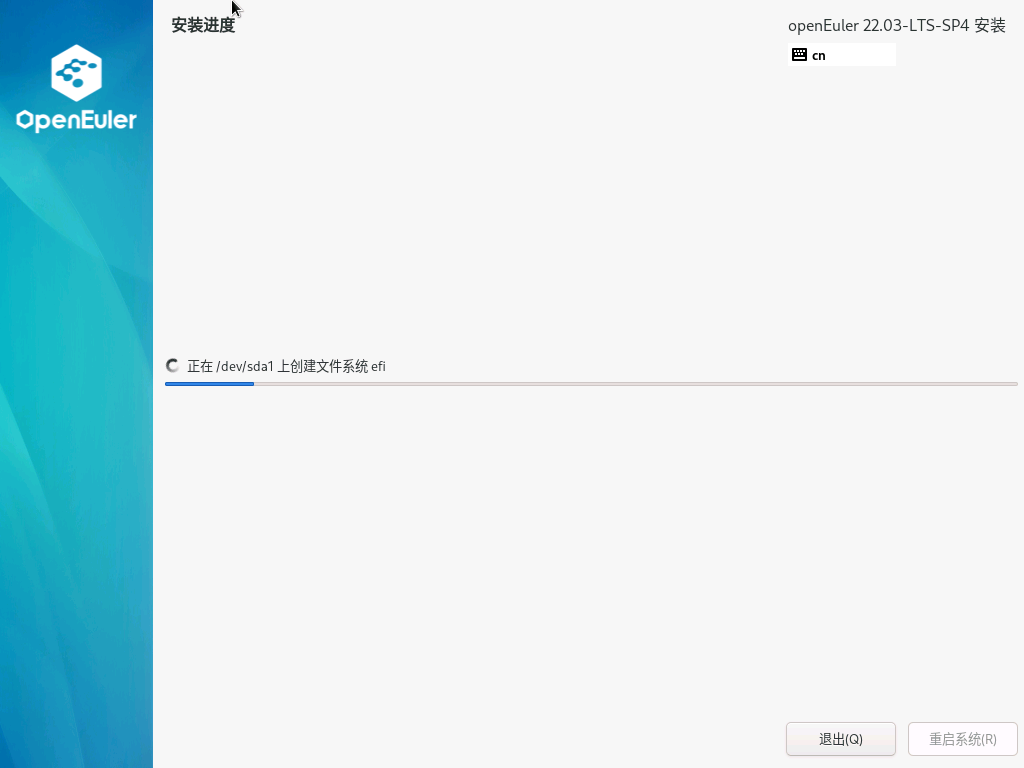 安装进度
openEuler 22.03-LTS-SP4 安装
cn
OpenEuler
正在 /dev/sda1 上创建文件系统 efi
退出(Q)
重启系统(R)